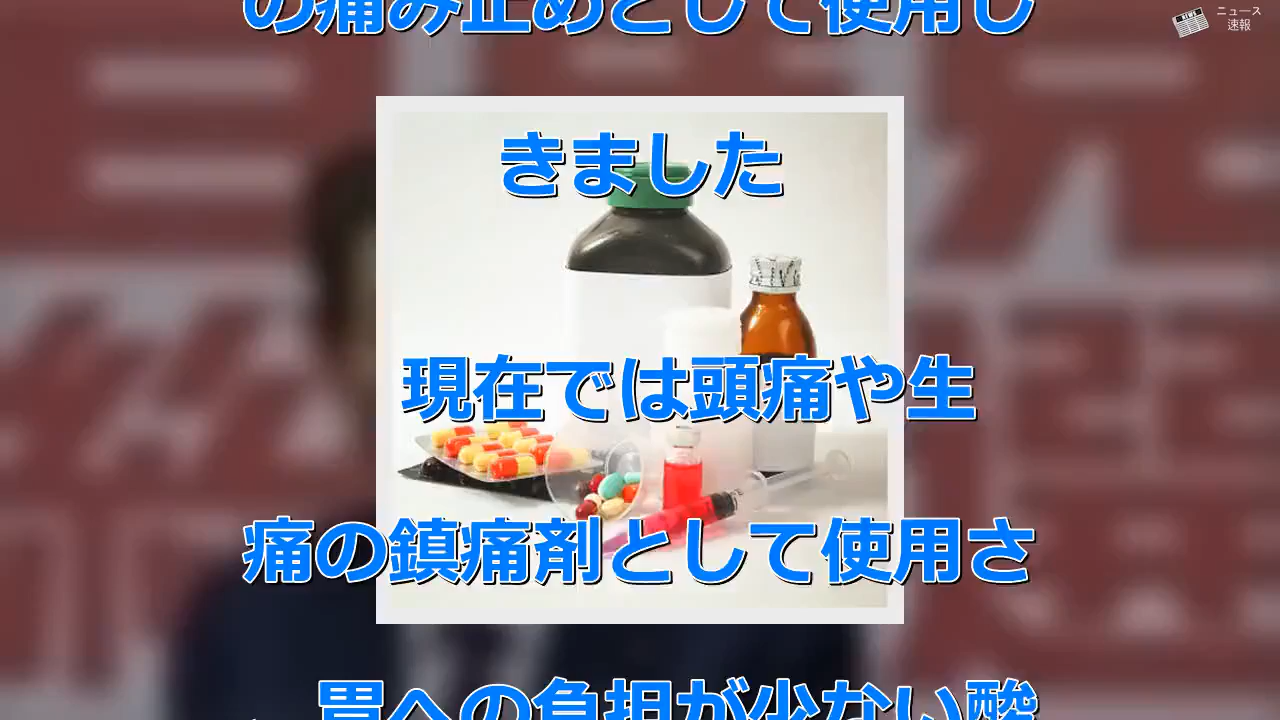 の痛み止めとして使用し
ニュース
速報
きました
現在では頭痛や生
痛の鎮痛剤として使用さ
、胃への負担が少ない酸